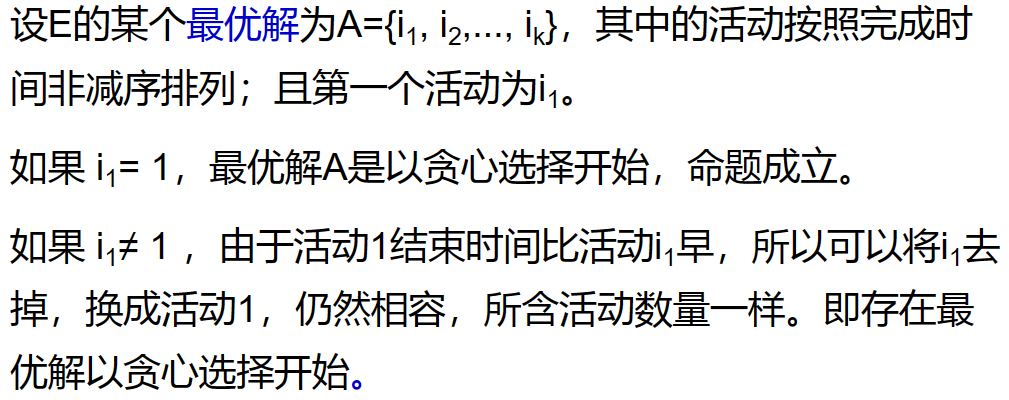 设E的某个最优解为A={i₁, i₂,..., iₖ}，其中的活动按照完成时
间非减序排列；且第一个活动为i₁。
如果 i₁= 1，最优解A是以贪心选择开始，命题成立。
如果 i₁≠ 1 ，由于活动1结束时间比活动i₁早，所以可以将i₁去
掉，换成活动1，仍然相容，所含活动数量一样。即存在最
优解以贪心选择开始。